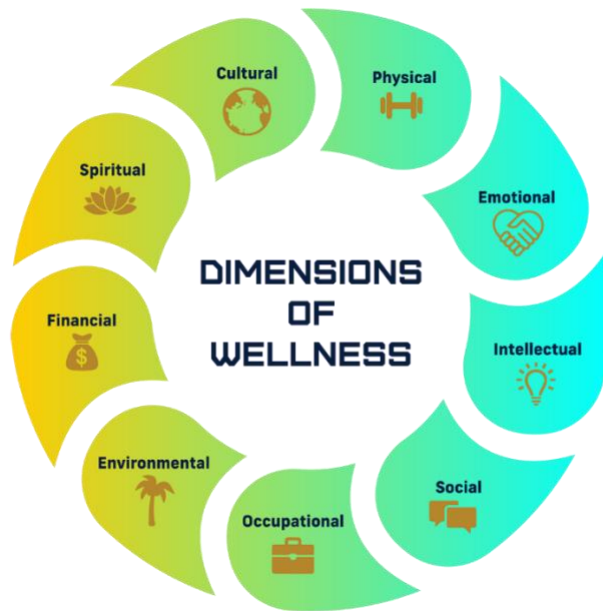 Cultural
Physical
Spiritual
Emotional
DIMENSIONS
OF
WELLNESS
Financial
$
Intellectual
Environmental
Social
Occupational